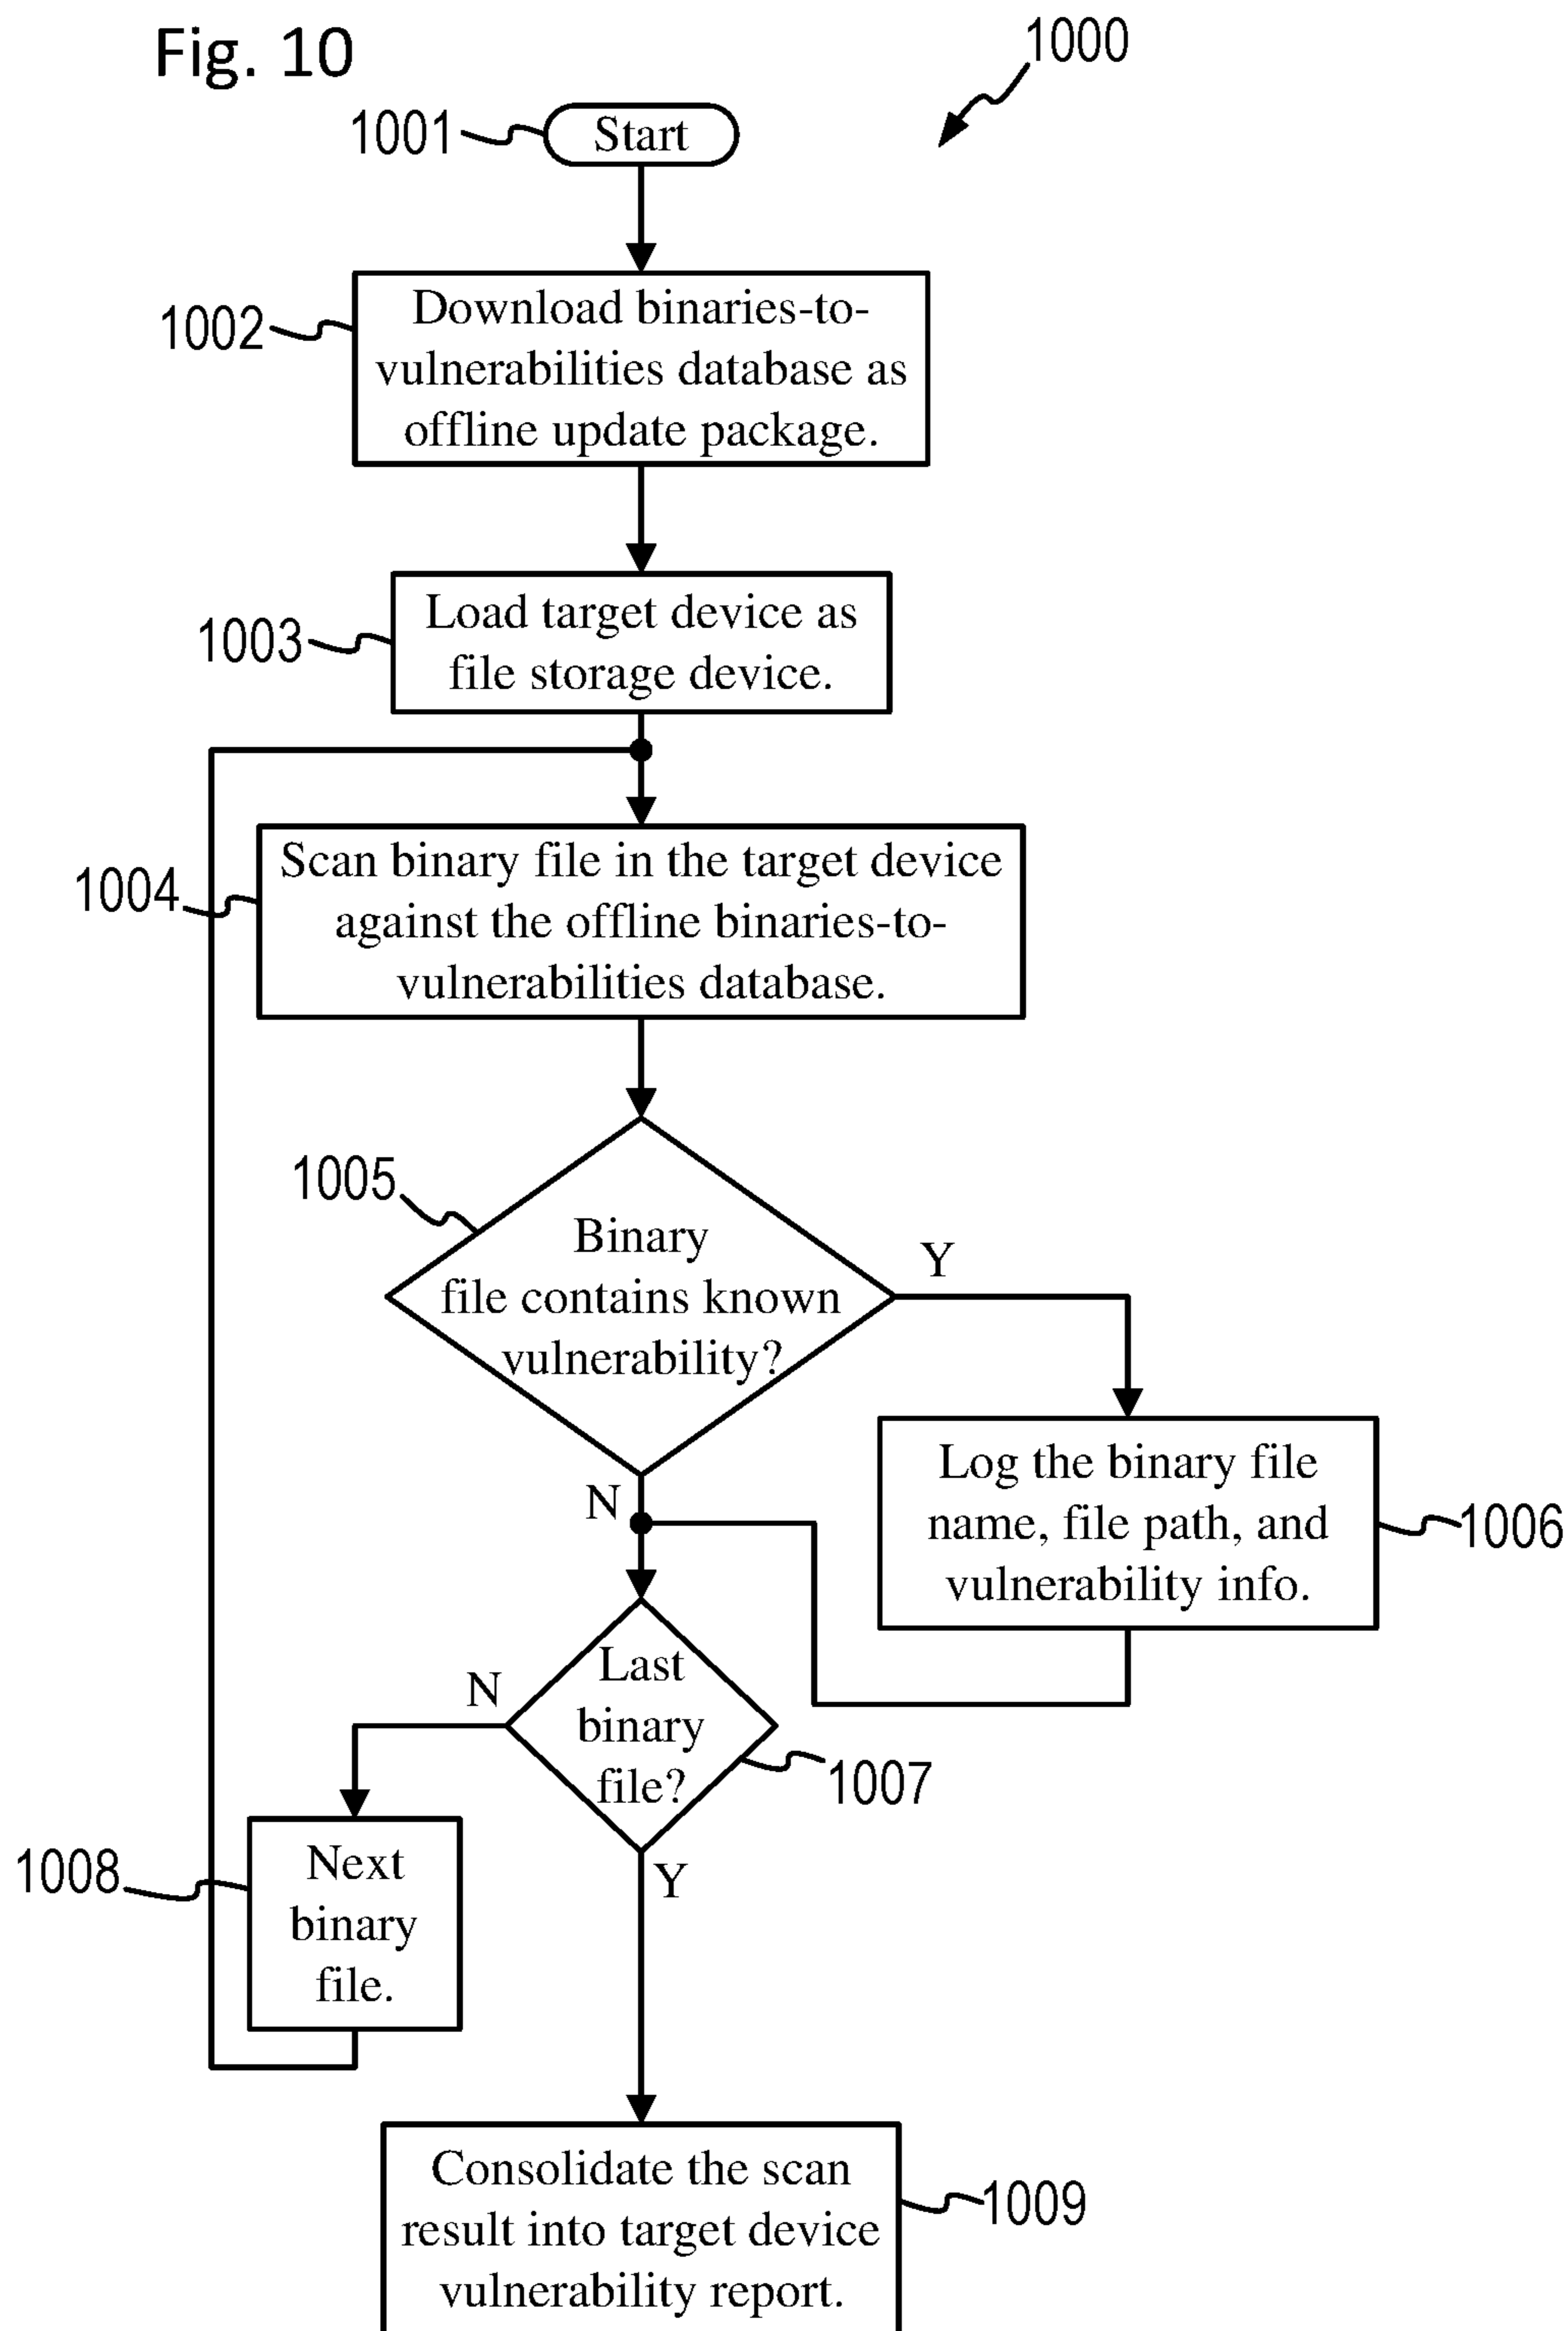 Fig. 10
1000
1001
Start
1002
Download binaries-to-
vulnerabilities database as
offline update package.
1003
Load target device as
file storage device.
1004
Scan binary file in the target device
against the offline binaries-to-
vulnerabilities database.
1005
Binary
file contains known
vulnerability?
Y
N
Log the binary file
name, file path, and
vulnerability info.
1006
Last
binary
file?
N
1007
Y
1008
Next
binary
file.
Consolidate the scan
result into target device
vulnerability report.
1009